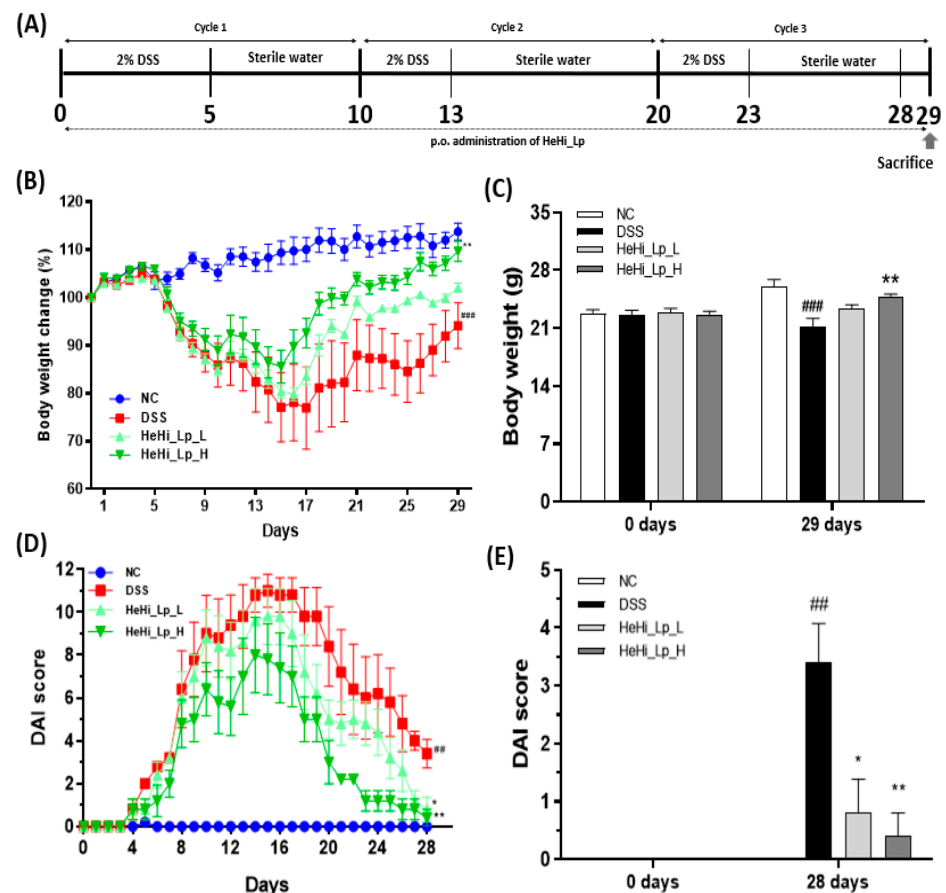 (A)
Cycle 1 Cycle 2 Cycle 3
2% DSS Sterile water 2% DSS Sterile water 2% DSS Sterile water
0 5 10 13 20 23 28 29
p.o. administration of HeHi_Lp
Sacrifice
(B)
Body weight change (%)
120
110
100
90
80
70
60
**
###
NC
DSS
HeHi_Lp_L
HeHi_Lp_H
1 5 9 13 17 21 25 29
Days
(C)
Body weight (g)
35
28
21
14
7
0
NC
DSS
HeHi_Lp_L
HeHi_Lp_H
###
**
0 days 29 days
(D)
DAI score
12
10
8
6
4
2
0
NC
DSS
HeHi_Lp_L
HeHi_Lp_H
##
*
**
0 4 8 12 16 20 24 28
Days
(E)
DAI score
5
4
3
2
1
0
NC
DSS
HeHi_Lp_L
HeHi_Lp_H
##
*
**
0 days 28 days